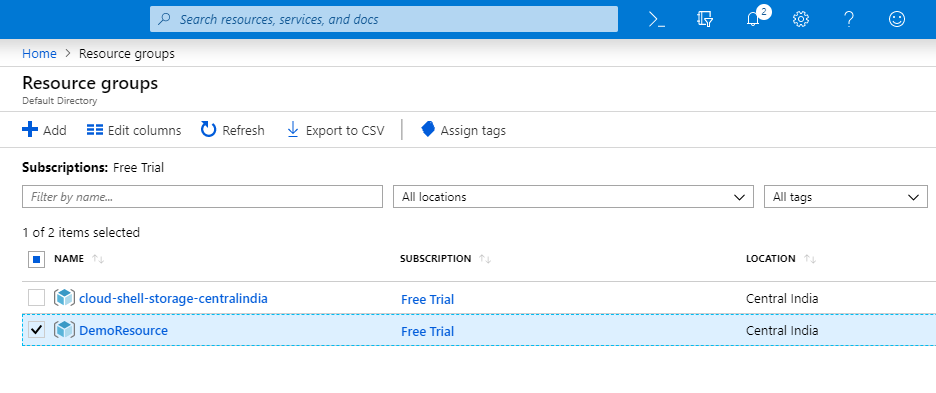 Search resources, services, and docs
2
Home > Resource groups
Resource groups
Default Directory
Add Edit columns Refresh Export to CSV Assign tags
Subscriptions: Free Trial
Filter by name... All locations All tags
1 of 2 items selected
NAME SUBSCRIPTION LOCATION
cloud-shell-storage-centralindia Free Trial Central India
DemoResource Free Trial Central India